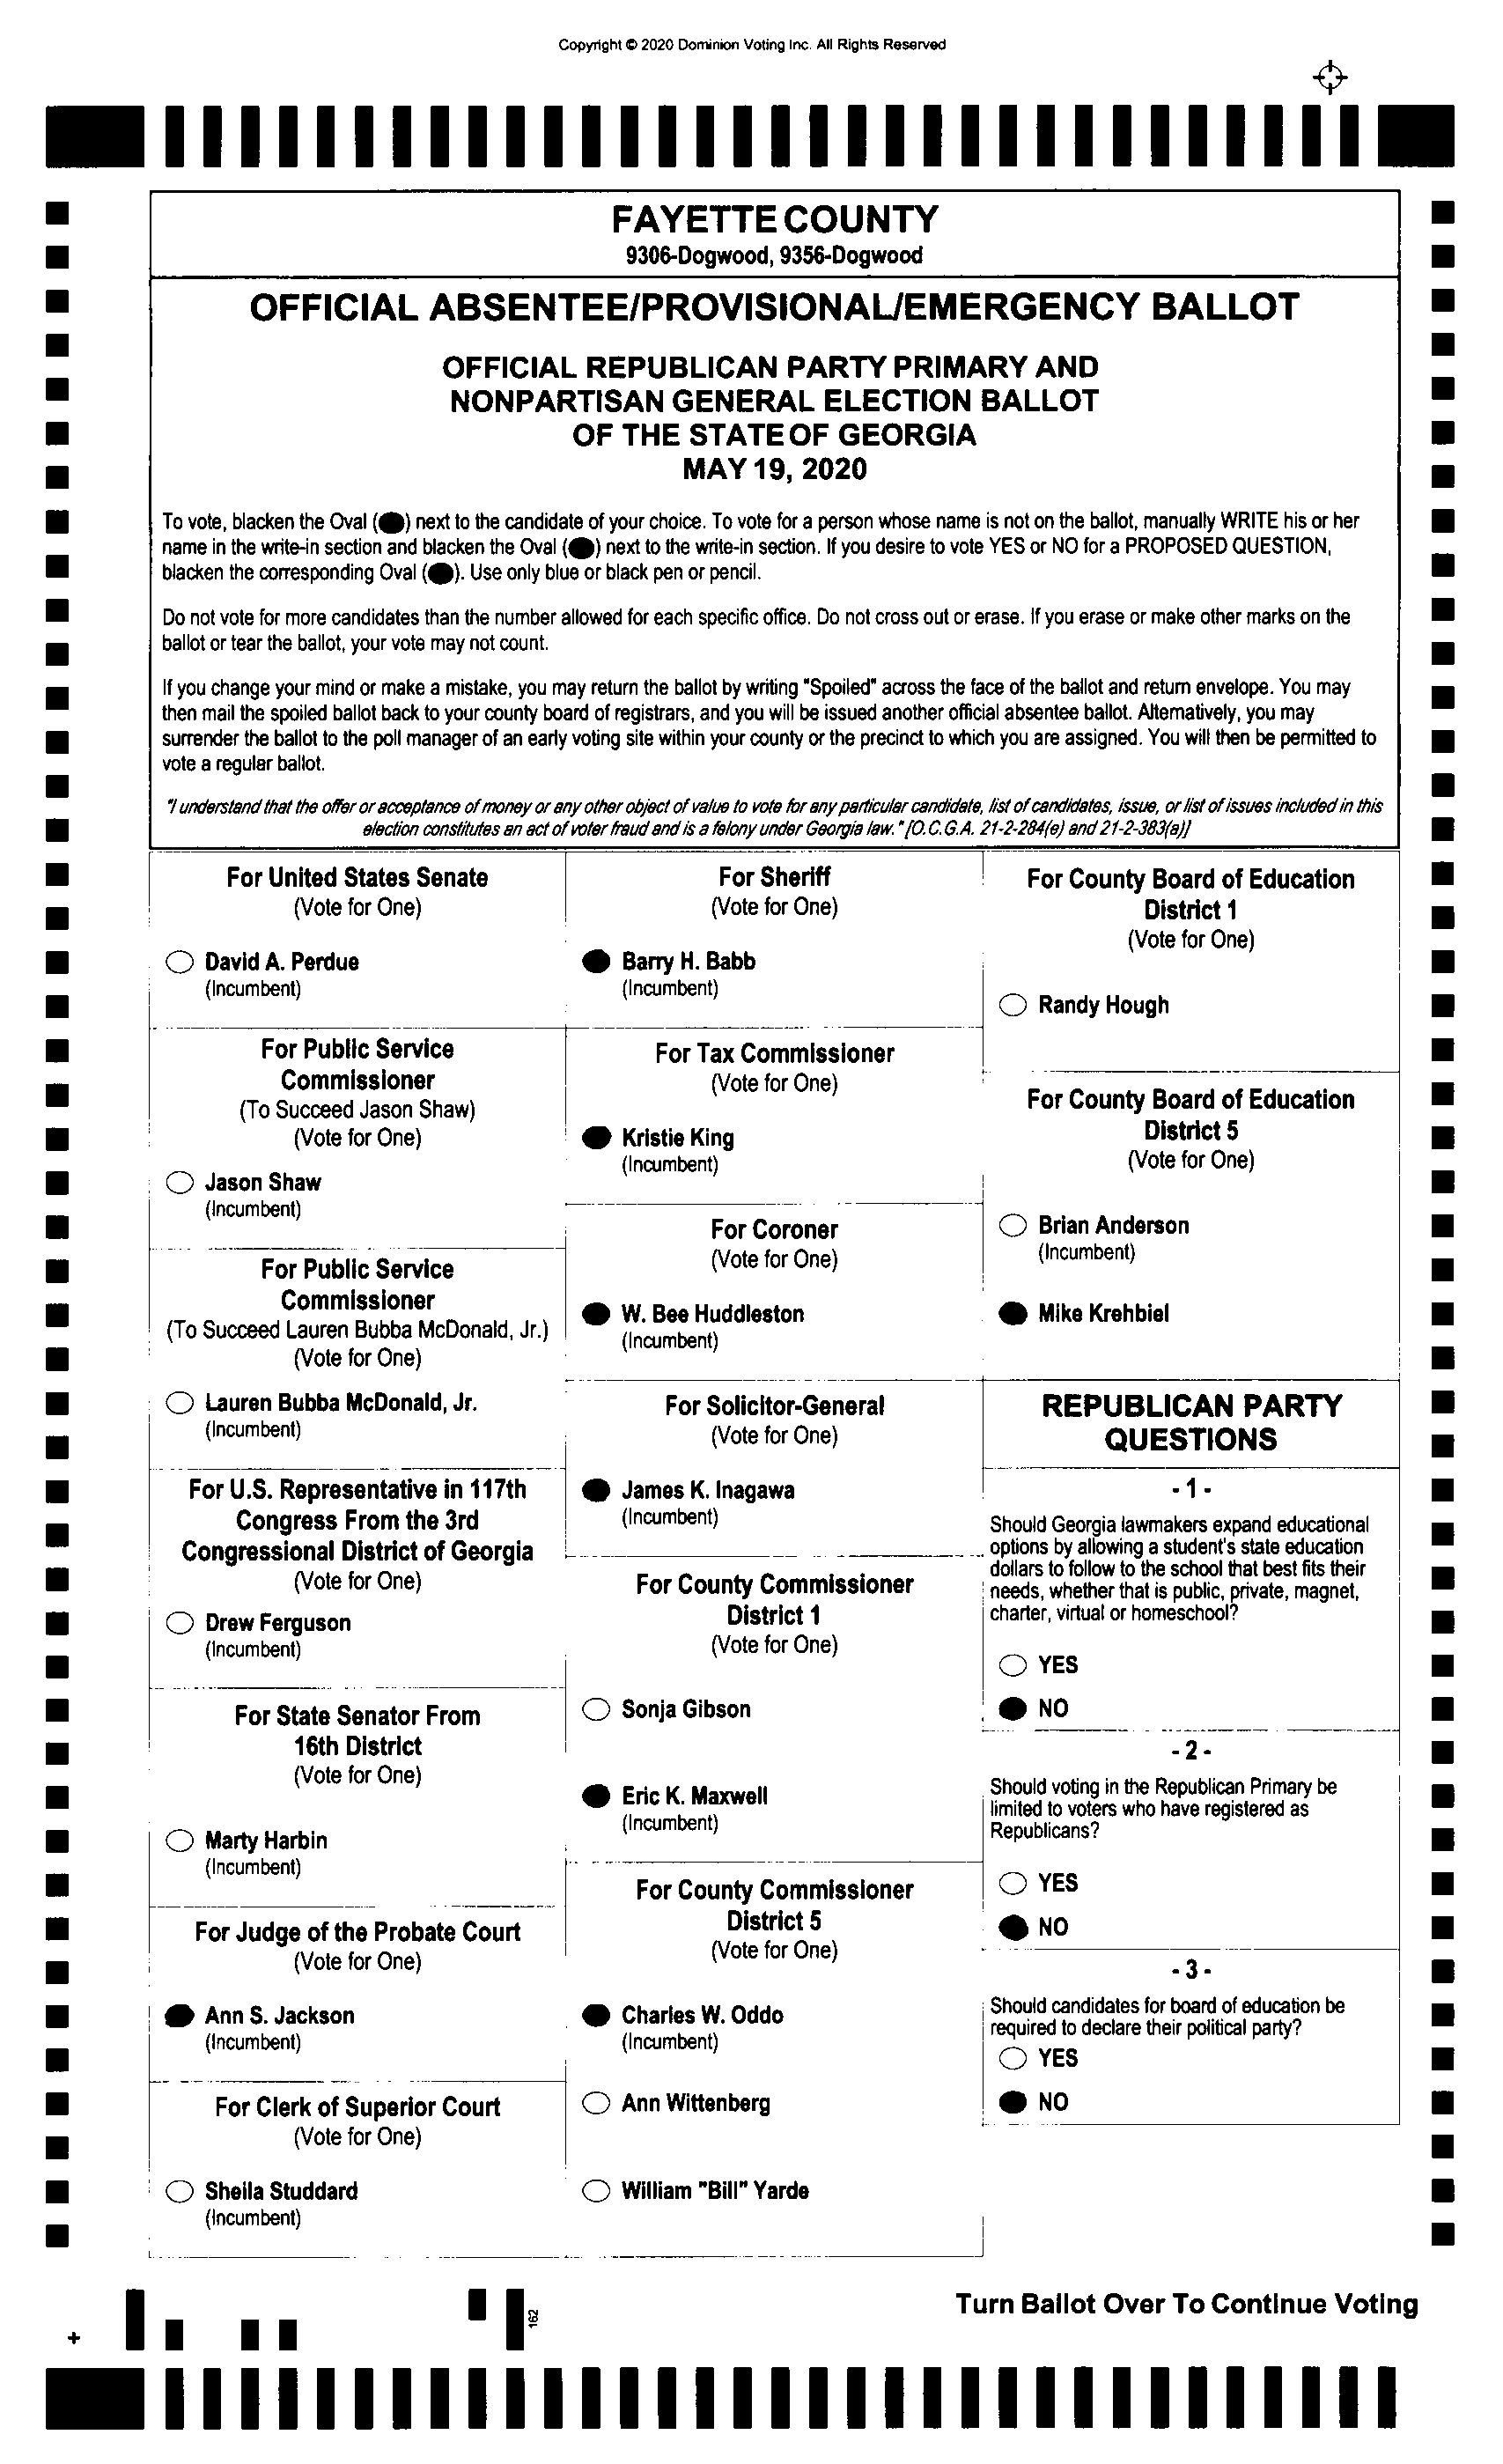 Copyright © 2020 Dominion Voting Inc. All Rights Reserved
FAYETTE COUNTY
9306-Dogwood, 9356-Dogwood
OFFICIAL ABSENTEE/PROVISIONAL/EMERGENCY BALLOT
OFFICIAL REPUBLICAN PARTY PRIMARY AND
NONPARTISAN GENERAL ELECTION BALLOT
OF THE STATE OF GEORGIA
MAY 19, 2020
To vote, blacken the Oval (●) next to the candidate of your choice. To vote for a person whose name is not on the ballot, manually WRITE his or her
name in the write-in section and blacken the Oval (●) next to the write-in section. If you desire to vote YES or NO for a PROPOSED QUESTION,
blacken the corresponding Oval (●). Use only blue or black pen or pencil.
Do not vote for more candidates than the number allowed for each specific office. Do not cross out or erase. If you erase or make other marks on the
ballot or tear the ballot, your vote may not count.
If you change your mind or make a mistake, you may return the ballot by writing "Spoiled" across the face of the ballot and return envelope. You may
then mail the spoiled ballot back to your county board of registrars, and you will be issued another official absentee ballot. Alternatively, you may
surrender the ballot to the poll manager of an early voting site within your county or the precinct to which you are assigned. You will then be permitted to
vote a regular ballot.
"I understand that the offer or acceptance of money or any other object of value to vote for any particular candidate, list of candidates, issue, or list of issues included in this
election constitutes an act of voter fraud and is a felony under Georgia law." [O.C.G.A. 21-2-284(e) and 21-2-383(a)]
For United States Senate
(Vote for One)
David A. Perdue
(Incumbent)
For Public Service
Commissioner
(To Succeed Jason Shaw)
(Vote for One)
Jason Shaw
(Incumbent)
For Public Service
Commissioner
(To Succeed Lauren Bubba McDonald, Jr.)
(Vote for One)
Lauren Bubba McDonald, Jr.
(Incumbent)
For U.S. Representative in 117th
Congress From the 3rd
Congressional District of Georgia
(Vote for One)
Drew Ferguson
(Incumbent)
For State Senator From
16th District
(Vote for One)
Marty Harbin
(Incumbent)
For Judge of the Probate Court
(Vote for One)
Ann S. Jackson
(Incumbent)
For Clerk of Superior Court
(Vote for One)
Sheila Studdard
(Incumbent)
For Sheriff
(Vote for One)
Barry H. Babb
(Incumbent)
For Tax Commissioner
(Vote for One)
Kristie King
(Incumbent)
For Coroner
(Vote for One)
W. Bee Huddleston
(Incumbent)
For Solicitor-General
(Vote for One)
James K. Inagawa
(Incumbent)
For County Commissioner
District 1
(Vote for One)
Sonja Gibson
Eric K. Maxwell
(Incumbent)
For County Commissioner
District 5
(Vote for One)
Charles W. Oddo
(Incumbent)
Ann Wittenberg
William "Bill" Yarde
For County Board of Education
District 1
(Vote for One)
Randy Hough
For County Board of Education
District 5
(Vote for One)
Brian Anderson
(Incumbent)
Mike Krehbiel
REPUBLICAN PARTY
QUESTIONS
- 1 -
Should Georgia lawmakers expand educational
options by allowing a student's state education
dollars to follow to the school that best fits their
needs, whether that is public, private, magnet,
charter, virtual or homeschool?
YES
NO
- 2 -
Should voting in the Republican Primary be
limited to voters who have registered as
Republicans?
YES
NO
- 3 -
Should candidates for board of education be
required to declare their political party?
YES
NO
Turn Ballot Over To Continue Voting
162
+